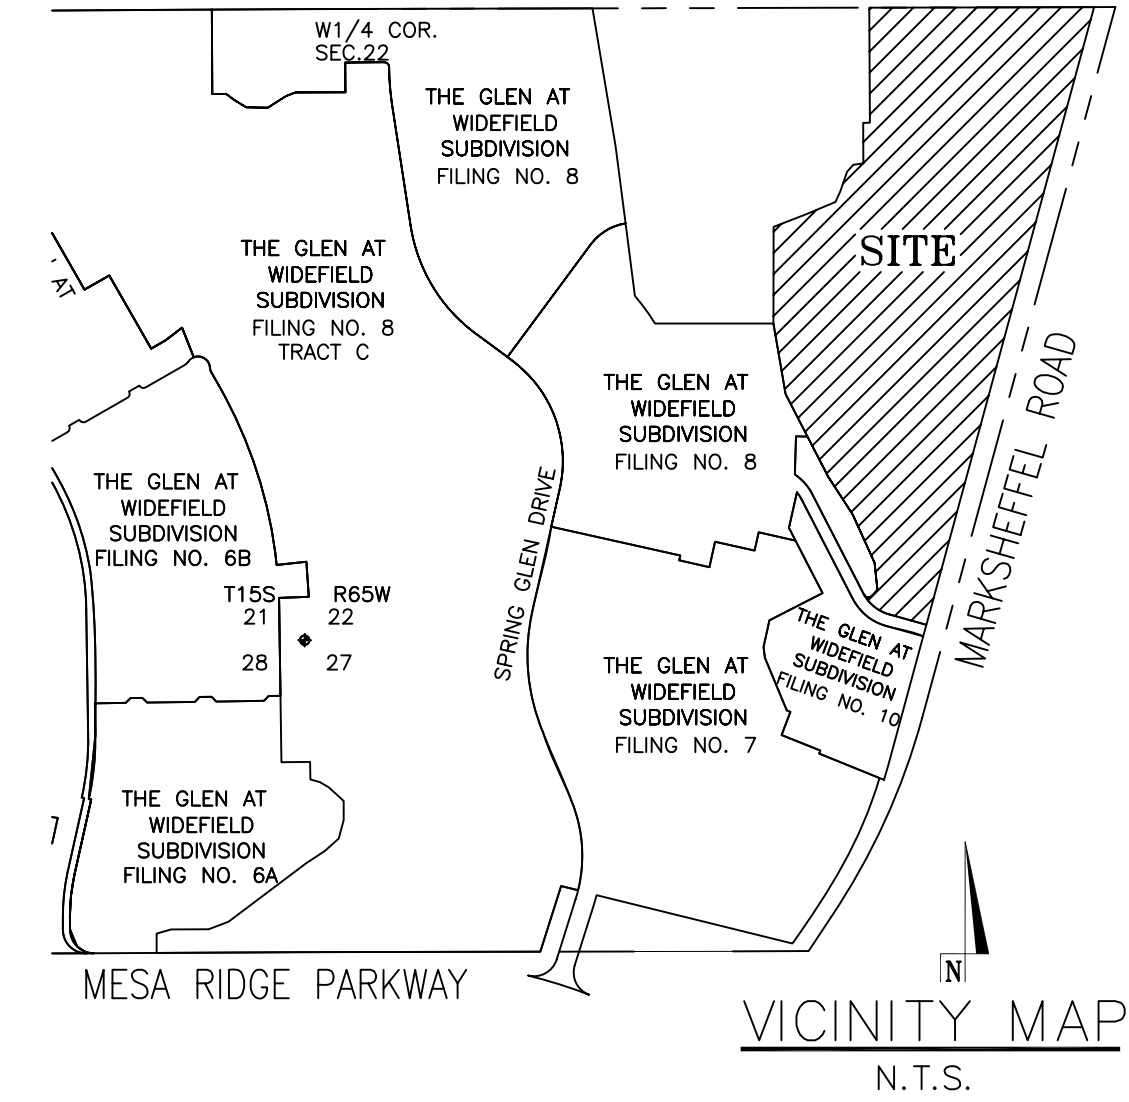 W1/4 COR.
SEC.22
THE GLEN AT
WIDEFIELD
SUBDIVISION
FILING NO. 8
SITE
THE GLEN AT
WIDEFIELD
SUBDIVISION
FILING NO. 8
TRACT C
AT
MARKSHEFFEL ROAD
THE GLEN AT
WIDEFIELD
SUBDIVISION
FILING NO. 8
THE GLEN AT
WIDEFIELD
SUBDIVISION
FILING NO. 6B
SPRING GLEN DRIVE
T15S R65W
21 22
28 27
THE GLEN AT
WIDEFIELD
SUBDIVISION
FILING NO. 10
THE GLEN AT
WIDEFIELD
SUBDIVISION
FILING NO. 7
THE GLEN AT
WIDEFIELD
SUBDIVISION
FILING NO. 6A
MESA RIDGE PARKWAY
N
VICINITY MAP
N.T.S.